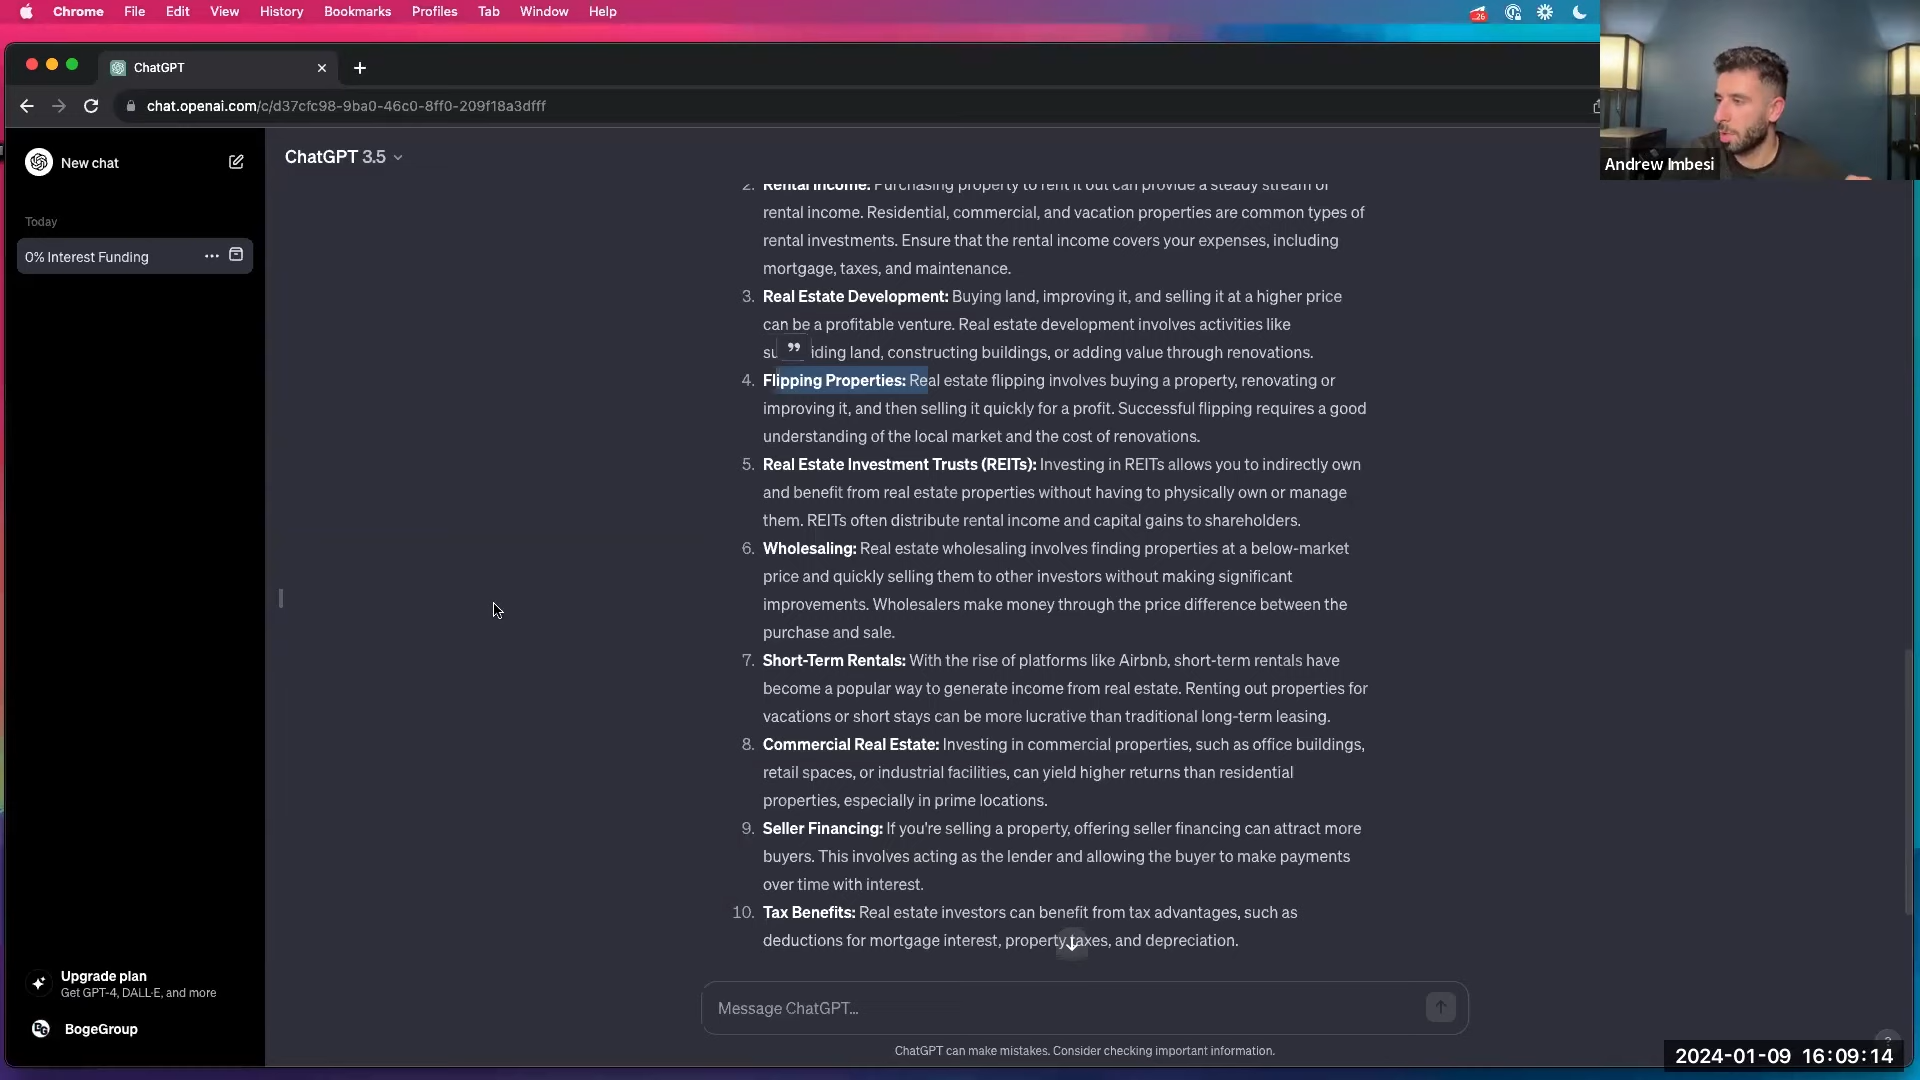 Chrome File Edit View History Bookmarks Profiles Tab Window Help
26
ChatGPT
chat.openai.com/c/d37cfc98-9ba0-46c0-8ff0-209f18a3dfff
Andrew Imbesi
New chat
Today
0% Interest Funding
Upgrade plan
Get GPT-4, DALL·E, and more
BG BogeGroup
ChatGPT 3.5
2. Rental Income: Purchasing property to rent it out can provide a steady stream of
rental income. Residential, commercial, and vacation properties are common types of
rental investments. Ensure that the rental income covers your expenses, including
mortgage, taxes, and maintenance.
3. Real Estate Development: Buying land, improving it, and selling it at a higher price
can be a profitable venture. Real estate development involves activities like
su iding land, constructing buildings, or adding value through renovations.
4. Flipping Properties: Real estate flipping involves buying a property, renovating or
improving it, and then selling it quickly for a profit. Successful flipping requires a good
understanding of the local market and the cost of renovations.
5. Real Estate Investment Trusts (REITs): Investing in REITs allows you to indirectly own
and benefit from real estate properties without having to physically own or manage
them. REITs often distribute rental income and capital gains to shareholders.
6. Wholesaling: Real estate wholesaling involves finding properties at a below-market
price and quickly selling them to other investors without making significant
improvements. Wholesalers make money through the price difference between the
purchase and sale.
7. Short-Term Rentals: With the rise of platforms like Airbnb, short-term rentals have
become a popular way to generate income from real estate. Renting out properties for
vacations or short stays can be more lucrative than traditional long-term leasing.
8. Commercial Real Estate: Investing in commercial properties, such as office buildings,
retail spaces, or industrial facilities, can yield higher returns than residential
properties, especially in prime locations.
9. Seller Financing: If you're selling a property, offering seller financing can attract more
buyers. This involves acting as the lender and allowing the buyer to make payments
over time with interest.
10. Tax Benefits: Real estate investors can benefit from tax advantages, such as
deductions for mortgage interest, property taxes, and depreciation.
Message ChatGPT...
ChatGPT can make mistakes. Consider checking important information.
2024-01-09 16:09:14